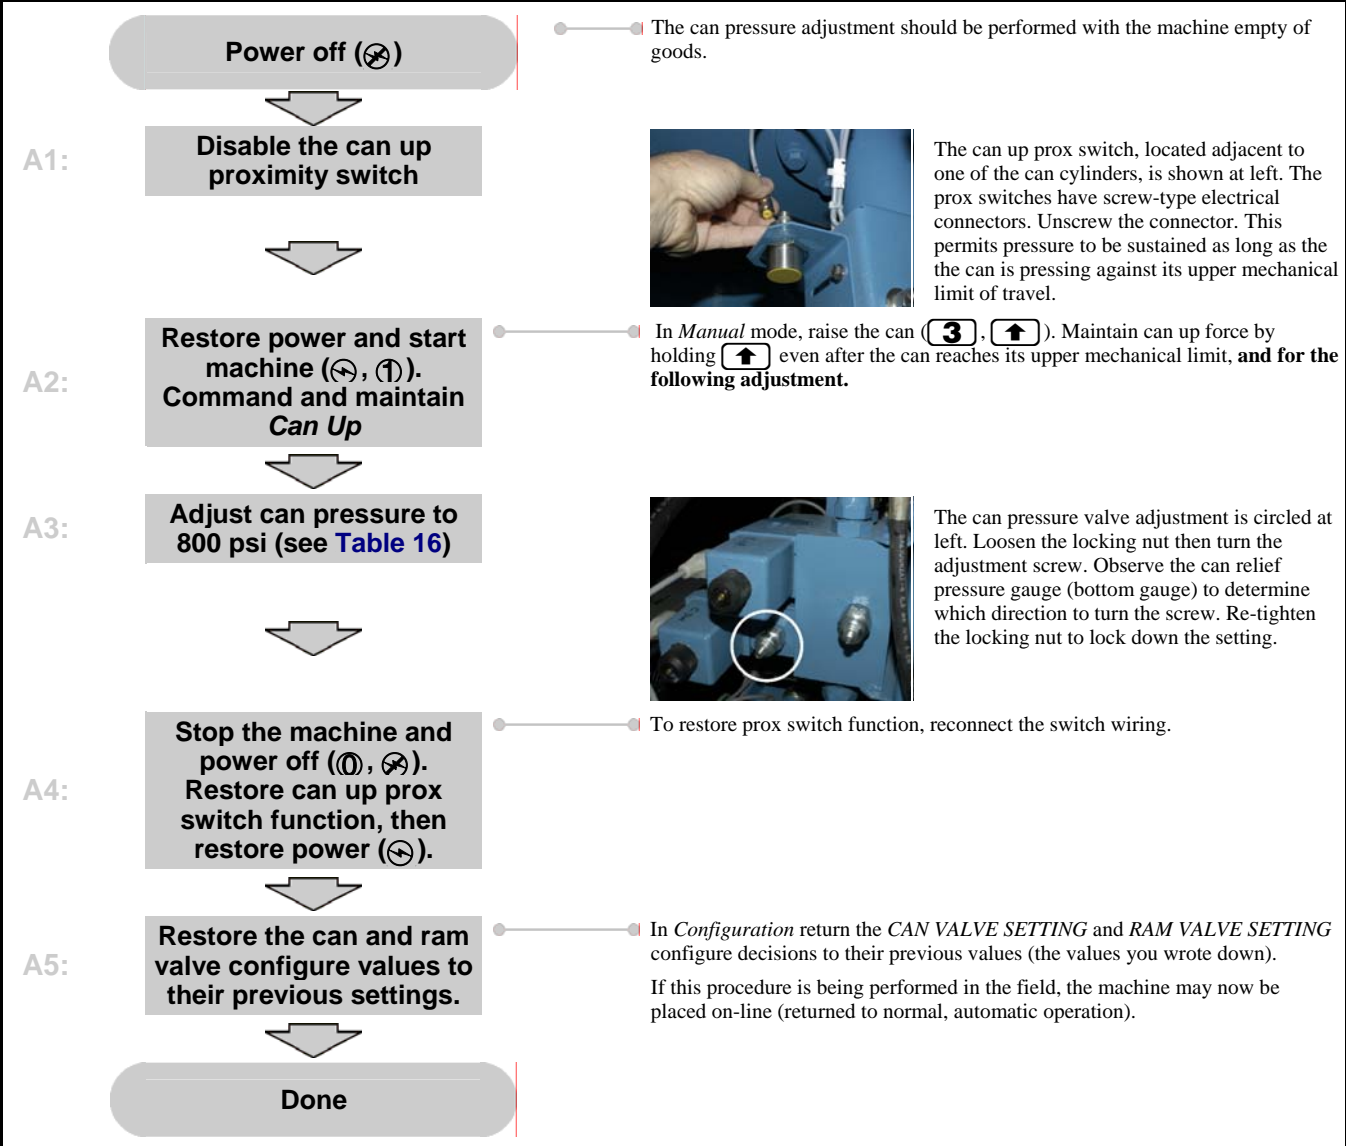 Power off ( )
The can pressure adjustment should be performed with the machine empty of
goods.
A1:
Disable the can up
proximity switch
The can up prox switch, located adjacent to
one of the can cylinders, is shown at left. The
prox switches have screw-type electrical
connectors. Unscrew the connector. This
permits pressure to be sustained as long as the
the can is pressing against its upper mechanical
limit of travel.
A2:
Restore power and start
machine ( , 1).
Command and maintain
Can Up
In Manual mode, raise the can ( 3 , ↑ ). Maintain can up force by
holding ↑ even after the can reaches its upper mechanical limit, and for the
following adjustment.
A3:
Adjust can pressure to
800 psi (see Table 16)
The can pressure valve adjustment is circled at
left. Loosen the locking nut then turn the
adjustment screw. Observe the can relief
pressure gauge (bottom gauge) to determine
which direction to turn the screw. Re-tighten
the locking nut to lock down the setting.
A4:
Stop the machine and
power off (0, ).
Restore can up prox
switch function, then
restore power ( ).
To restore prox switch function, reconnect the switch wiring.
A5:
Restore the can and ram
valve configure values to
their previous settings.
In Configuration return the CAN VALVE SETTING and RAM VALVE SETTING
configure decisions to their previous values (the values you wrote down).
If this procedure is being performed in the field, the machine may now be
placed on-line (returned to normal, automatic operation).
Done